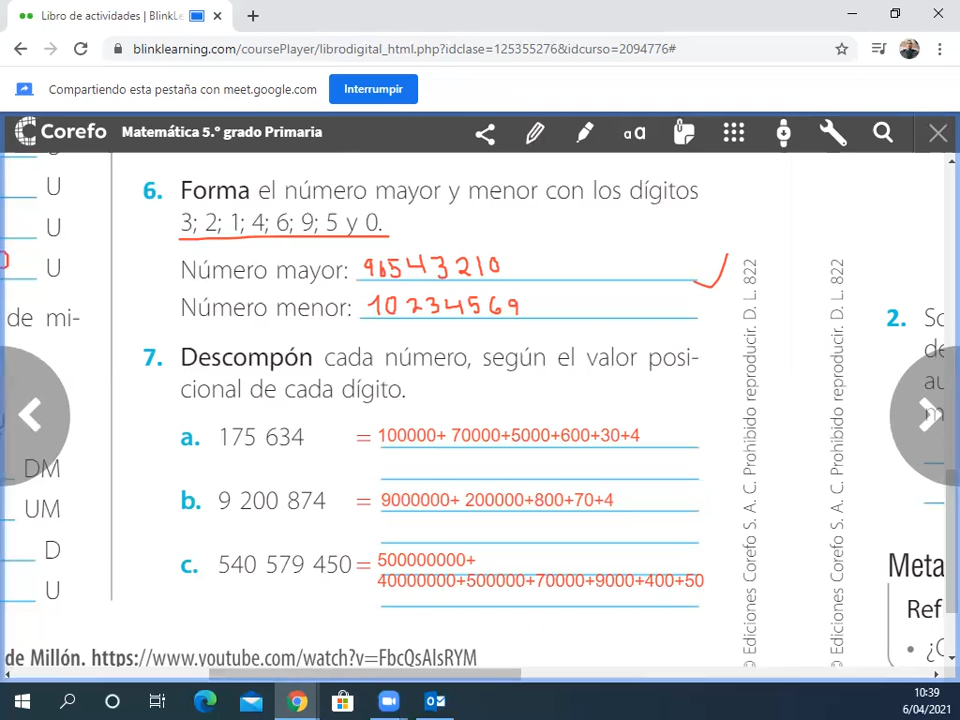 Libro de actividades | BlinkL
blinklearning.com/coursePlayer/librodigital_html.php?idclase=125355276&idcurso=2094776#
Compartiendo esta pestaña con meet.google.com
Interrumpir
Corefo
Matemática 5.º grado Primaria
aa
U
U
U
de mi-
DM
UM
D
U
6. Forma el número mayor y menor con los dígitos
3; 2; 1; 4; 6; 9; 5 y 0.
Número mayor: 96543210
Número menor: 10234569
7. Descompón cada número, según el valor posi-
cional de cada dígito.
a. 175 634 = 100000+ 70000+5000+600+30+4
b. 9 200 874 = 9000000+ 200000+800+70+4
c. 540 579 450 = 500000000+
40000000+500000+70000+9000+400+50
de Millón. https://www.youtube.com/watch?v=FbcQsAlsRYM
© Ediciones Corefo S. A. C. Prohibido reproducir. D. L. 822
© Ediciones Corefo S. A. C. Prohibido reproducir. D. L. 822
2. Sc
de
au
m
Meta
Ref
• ¿C
10:39
6/04/2021